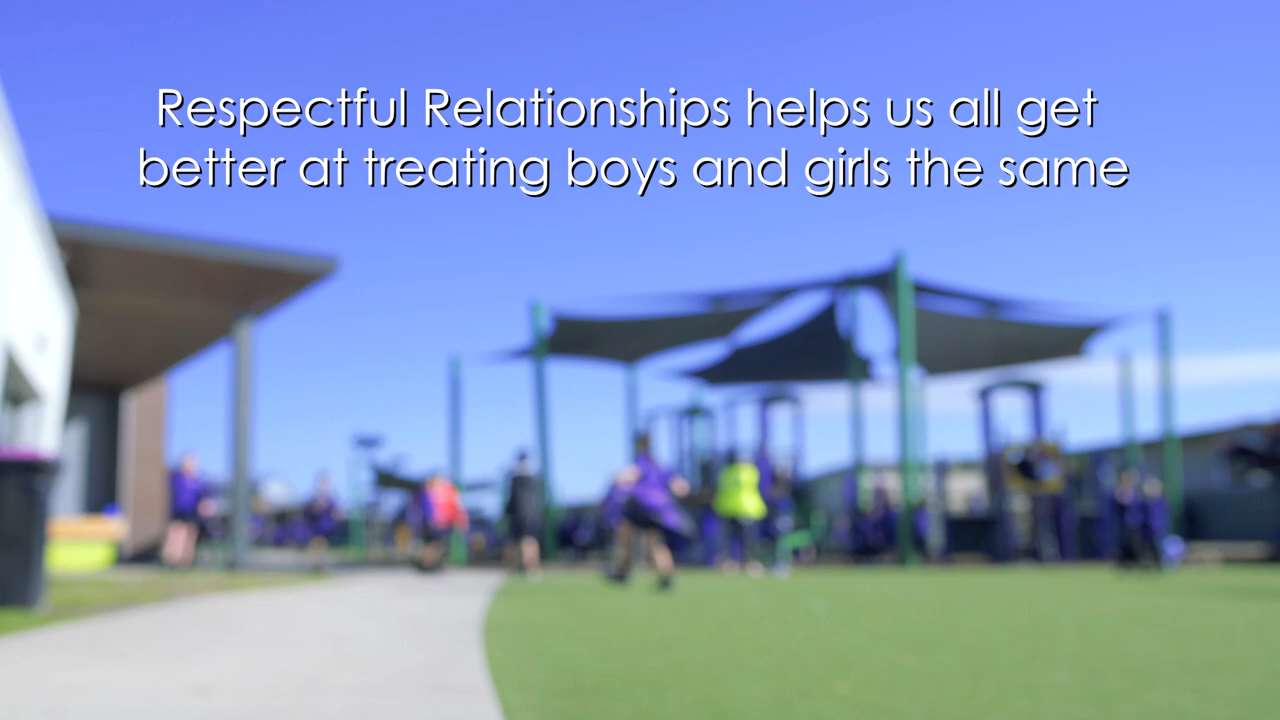 Respectful Relationships helps us all get
better at treating boys and girls the same